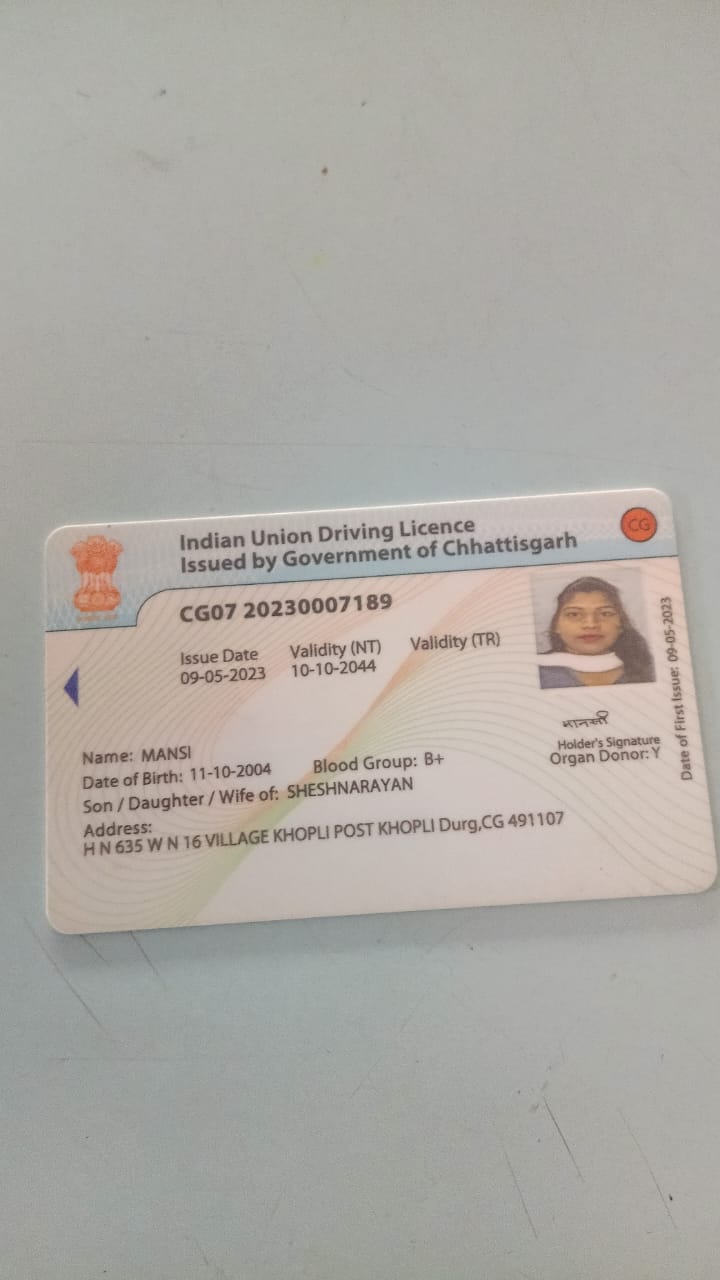 Indian Union Driving Licence
Issued by Government of Chhattisgarh
CG
CG07 20230007189
Issue Date Validity (NT) Validity (TR)
09-05-2023 10-10-2044
Name: MANSI
Date of Birth: 11-10-2004 Blood Group: B+
Son / Daughter / Wife of: SHESHNARAYAN
Address:
H N 635 W N 16 VILLAGE KHOPLI POST KHOPLI Durg,CG 491107
मानसी
Holder's Signature
Organ Donor: Y
Date of First Issue: 09-05-2023